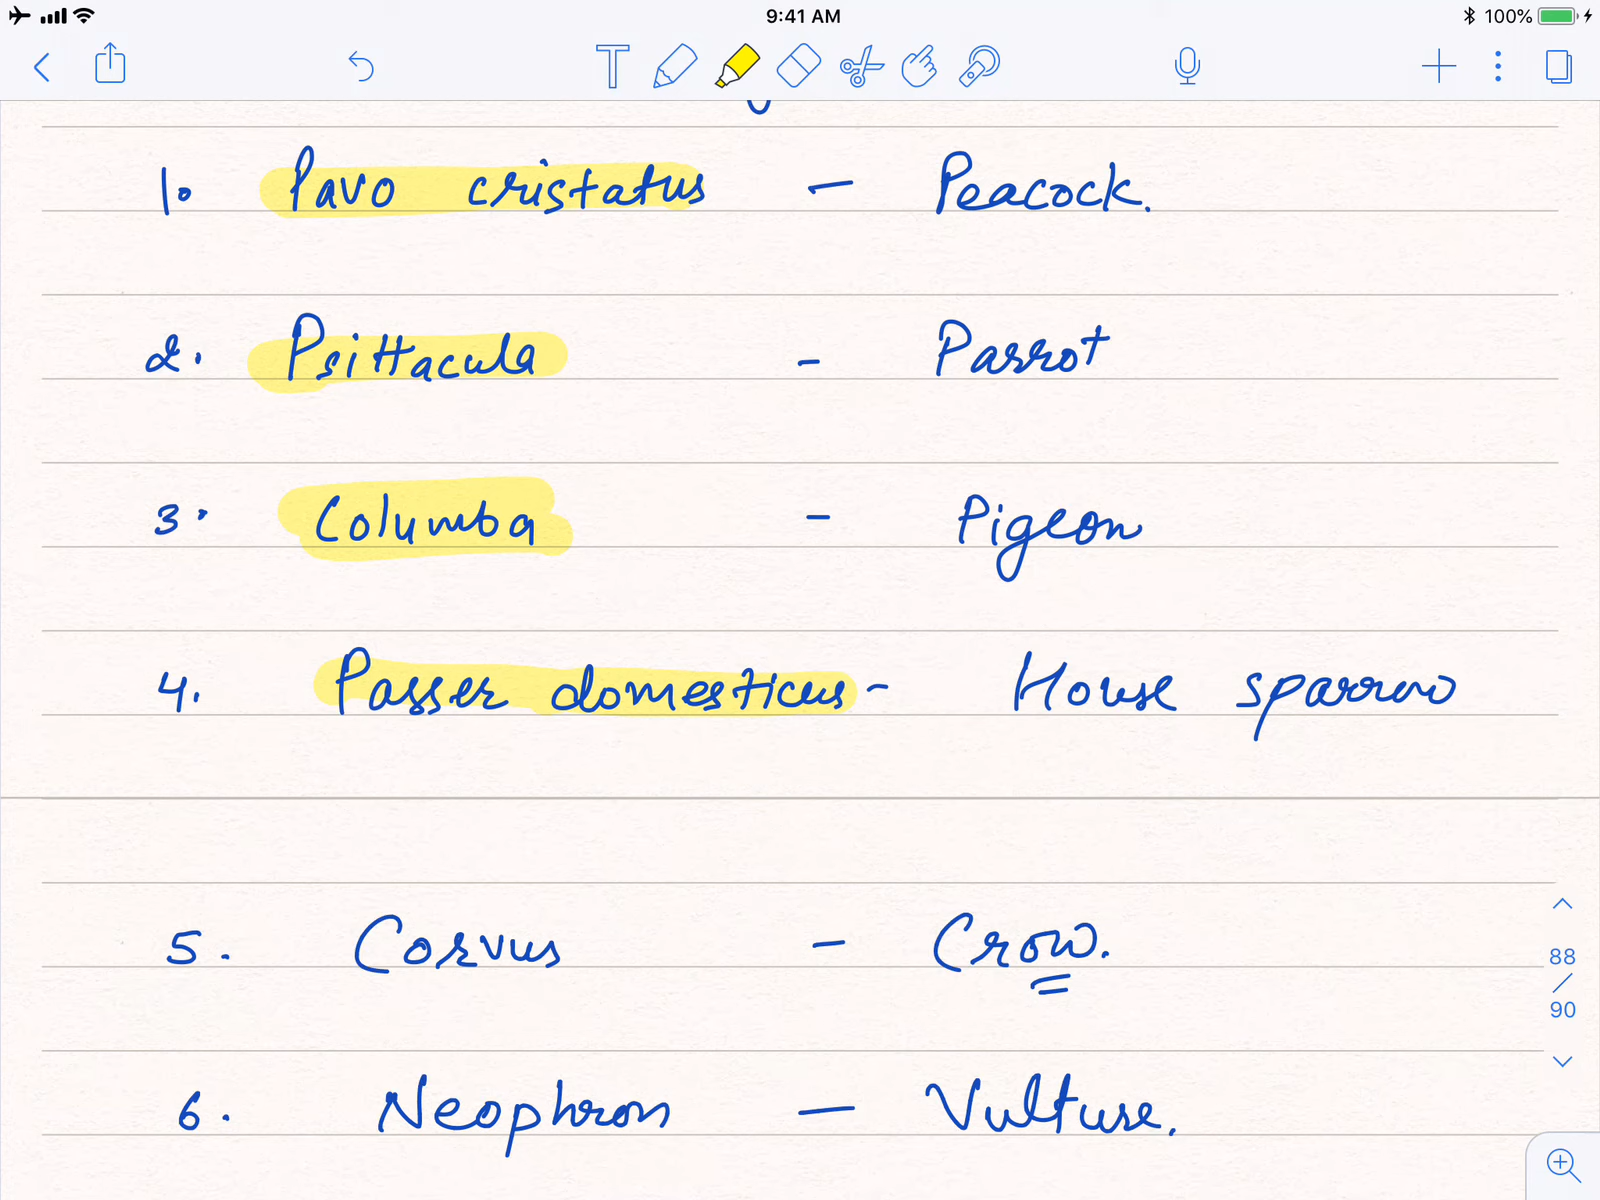 9:41 AM
100%
1. Pavo cristatus — Peacock.
2. Psittacula - Parrot
3. Columba - Pigeon
4. Passer domesticus - House sparrow
5. Corvus - Crow.
88
/
90
6. Neophron — Vulture.